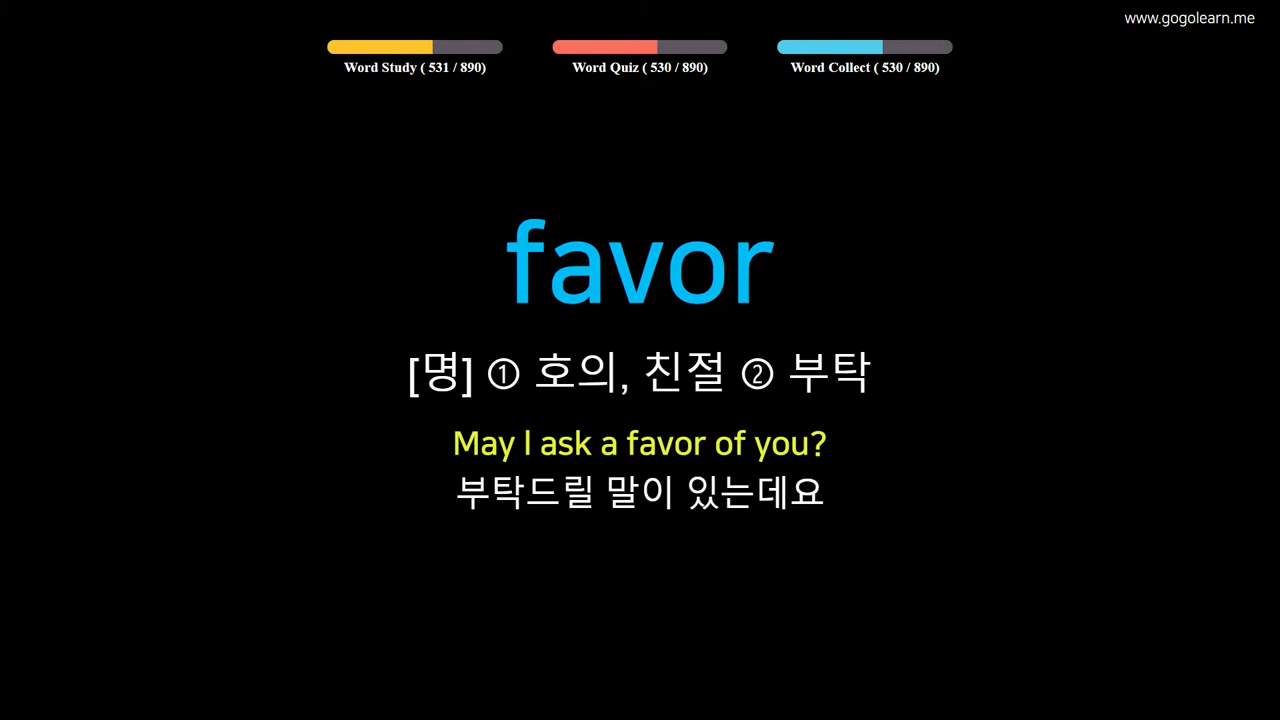 www.gogolearn.me
Word Study ( 531 / 890) Word Quiz ( 530 / 890) Word Collect ( 530 / 890)
favor
[명] ① 호의, 친절 ② 부탁
May I ask a favor of you?
부탁드릴 말이 있는데요